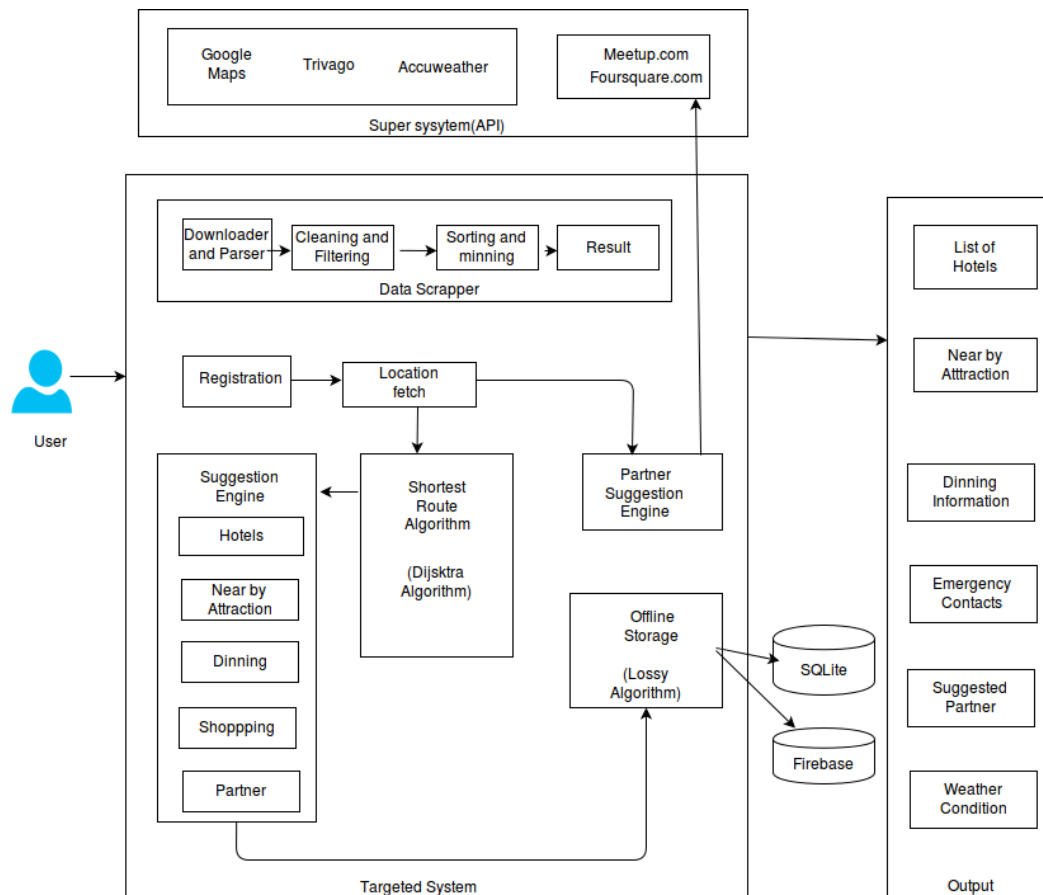 Google
Maps
Trivago
Accuweather
Meetup.com
Foursquare.com
Super sysytem(API)
Downloader
and Parser
Cleaning and
Filtering
Sorting and
minning
Result
Data Scrapper
User
Registration
Location
fetch
Suggestion
Engine
Hotels
Near by
Attraction
Dinning
Shoppping
Partner
Shortest
Route
Algorithm
(Dijsktra
Algorithm)
Partner
Suggestion
Engine
Offline
Storage
(Lossy
Algorithm)
SQLite
Firebase
Targeted System
List of
Hotels
Near by
Atttraction
Dinning
Information
Emergency
Contacts
Suggested
Partner
Weather
Condition
Output